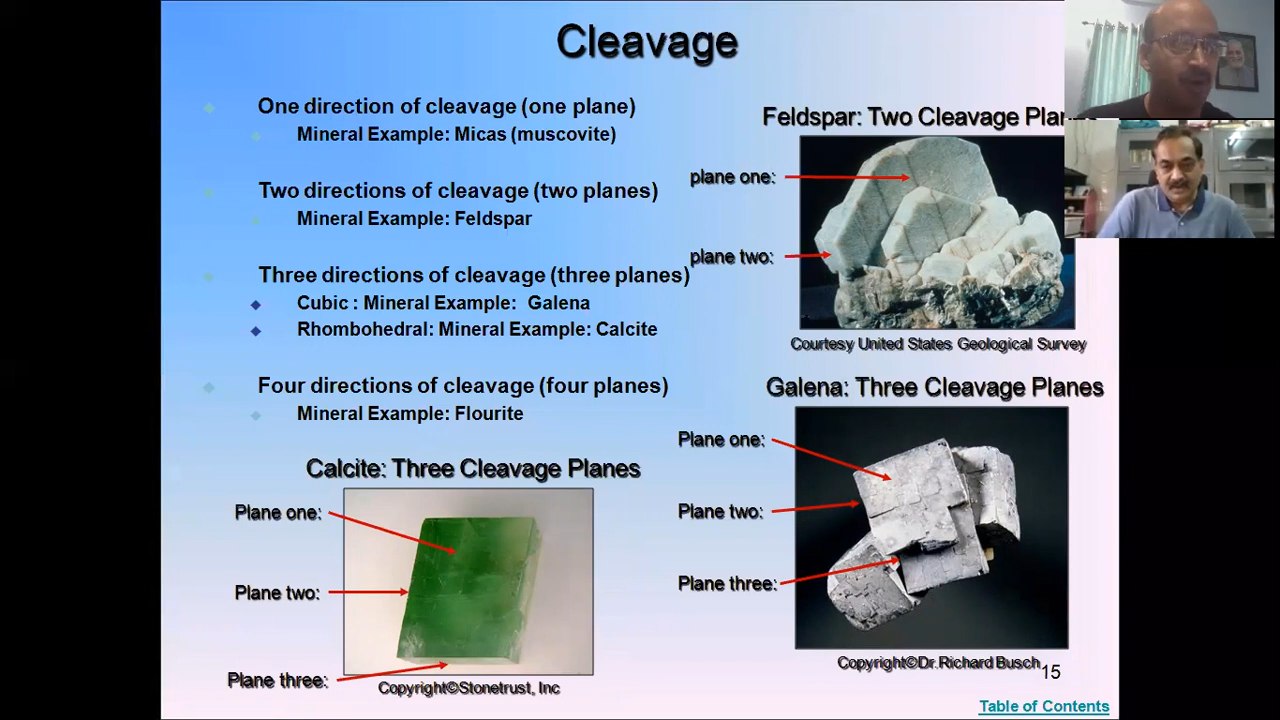 Cleavage
One direction of cleavage (one plane)
Mineral Example: Micas (muscovite)
Two directions of cleavage (two planes)
Mineral Example: Feldspar
Three directions of cleavage (three planes)
Cubic : Mineral Example: Galena
Rhombohedral: Mineral Example: Calcite
Four directions of cleavage (four planes)
Mineral Example: Flourite
Calcite: Three Cleavage Planes
Plane one:
Plane two:
Plane three:
Copyright©Stonetrust, Inc
Feldspar: Two Cleavage
plane one:
plane two:
Courtesy United States Geological Survey
Galena: Three Cleavage Planes
Plane one:
Plane two:
Plane three:
Copyright©Dr.Richard Busch
15
Table of Contents